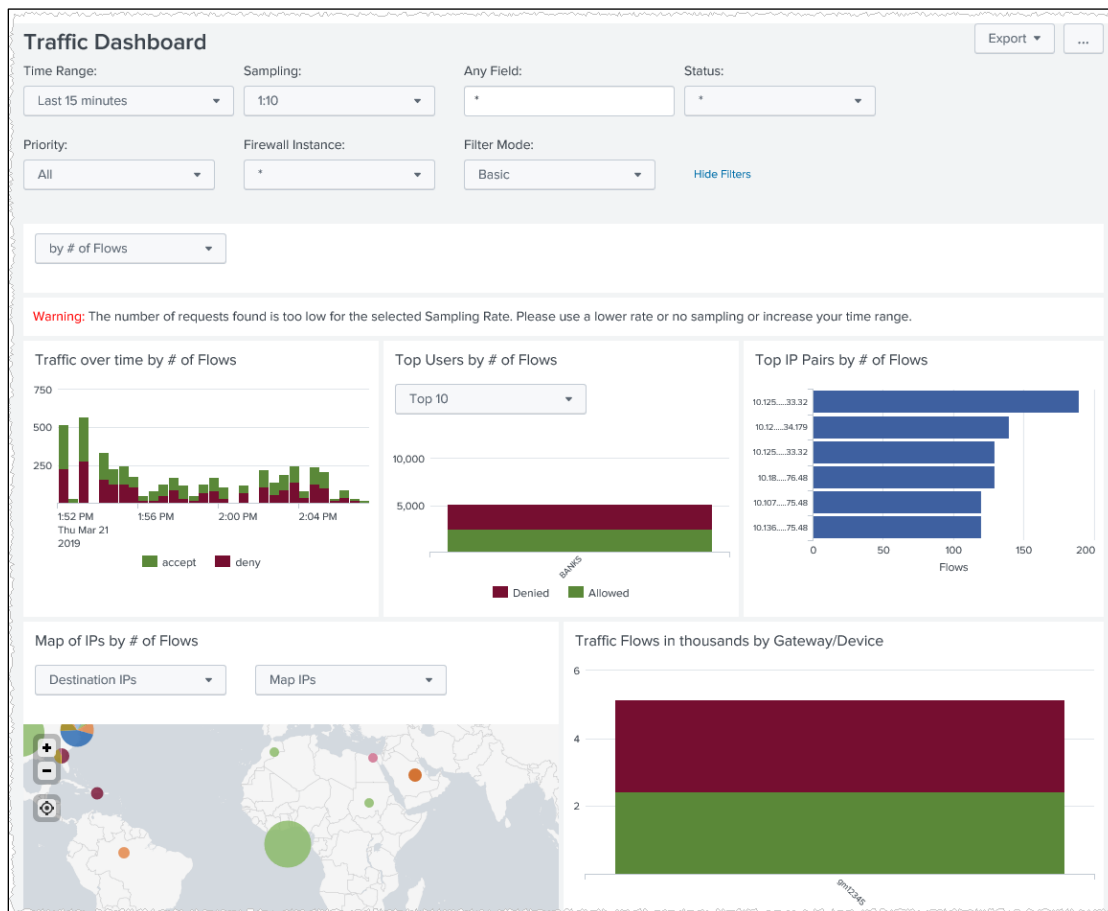 Traffic Dashboard
Export
...
Time Range:
Sampling:
Any Field:
Status:
Last 15 minutes
1:10
*
*
Priority:
Firewall Instance:
Filter Mode:
All
*
Basic
Hide Filters
by # of Flows
Warning: The number of requests found is too low for the selected Sampling Rate. Please use a lower rate or no sampling or increase your time range.
Traffic over time by # of Flows
750
500
250
1:52 PM
Thu Mar 21
2019
1:56 PM
2:00 PM
2:04 PM
accept
deny
Top Users by # of Flows
Top 10
10,000
5,000
BANKS
Denied
Allowed
Top IP Pairs by # of Flows
10.125.....33.32
10.12.....34.179
10.125.....33.32
10.18.....76.48
10.107.....75.48
10.136.....75.48
0
50
100
150
200
Flows
Map of IPs by # of Flows
Destination IPs
Map IPs
+
−
Traffic Flows in thousands by Gateway/Device
6
4
2
gm12345